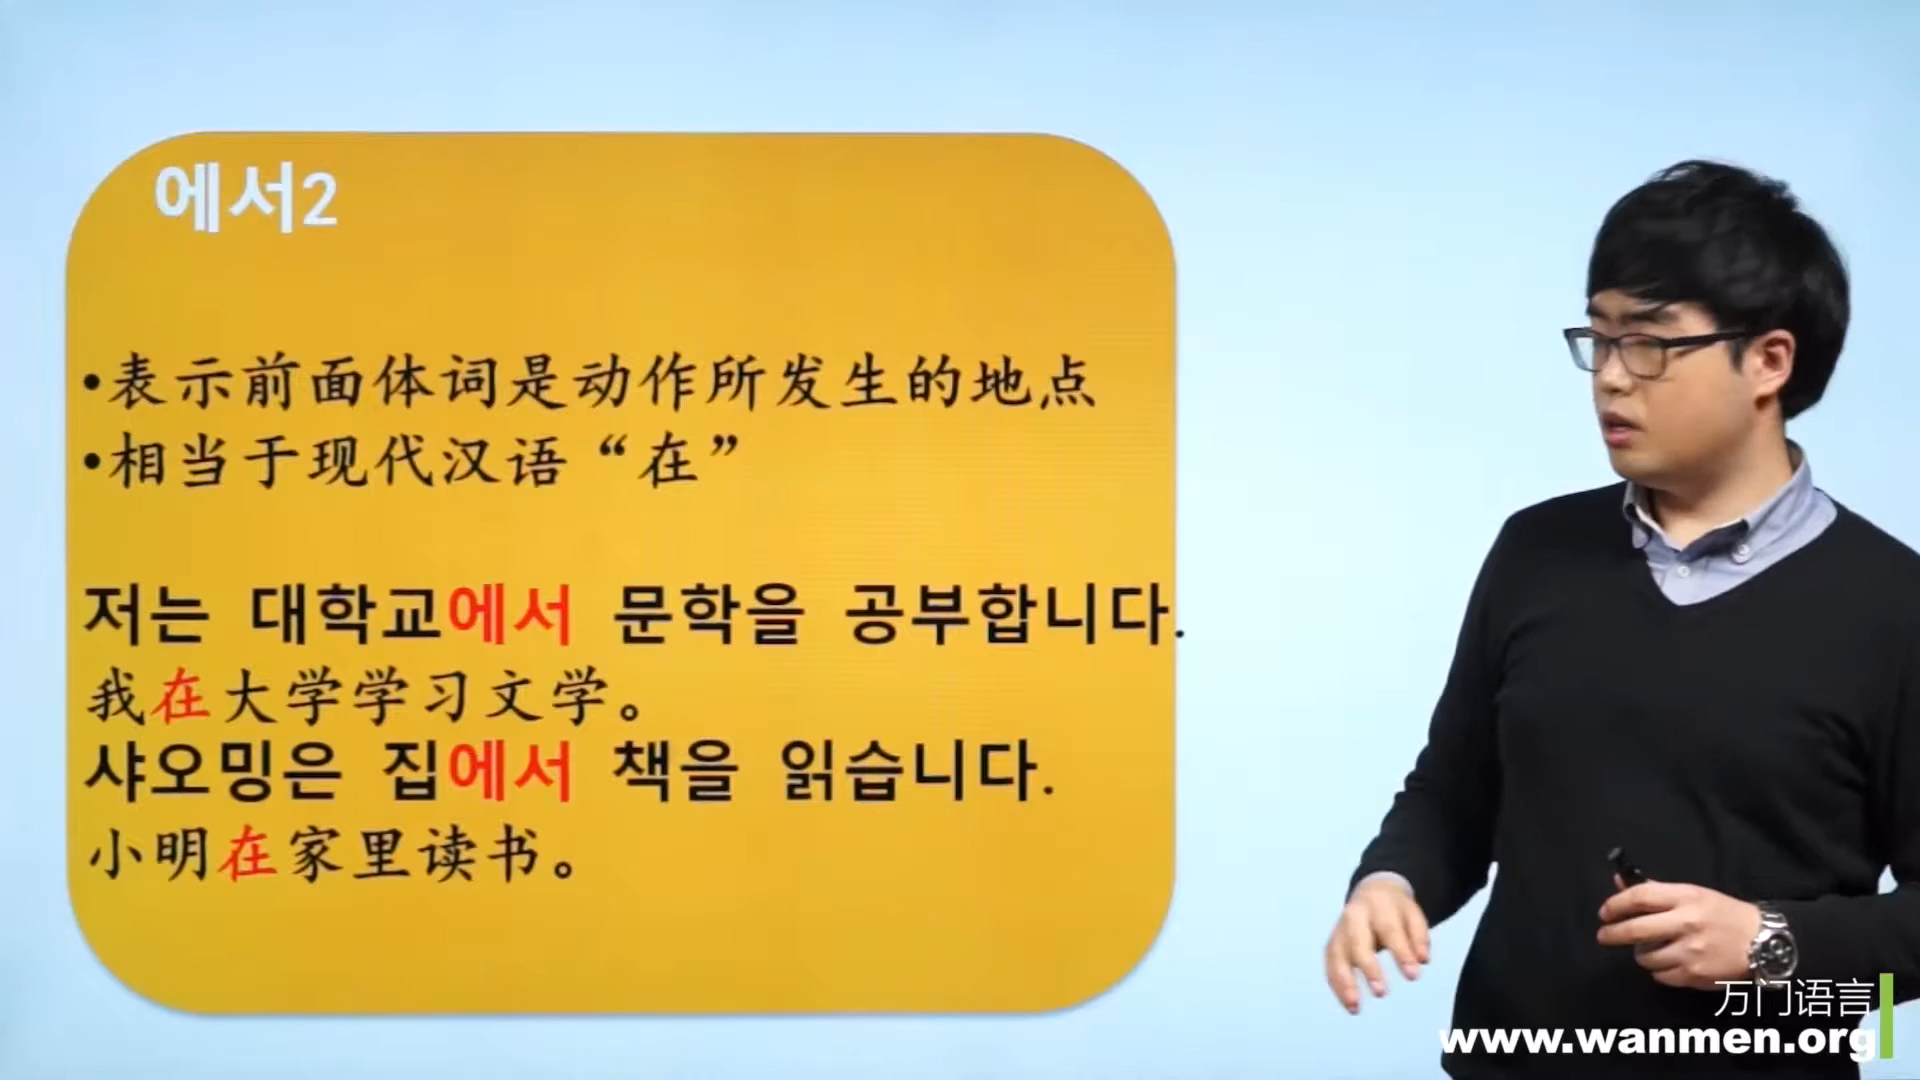 에서2
•表示前面体词是动作所发生的地点
•相当于现代汉语“在”
저는 대학교에서 문학을 공부합니다.
我在大学学习文学。
샤오밍은 집에서 책을 읽습니다.
小明在家里读书。
万门语言
www.wanmen.org